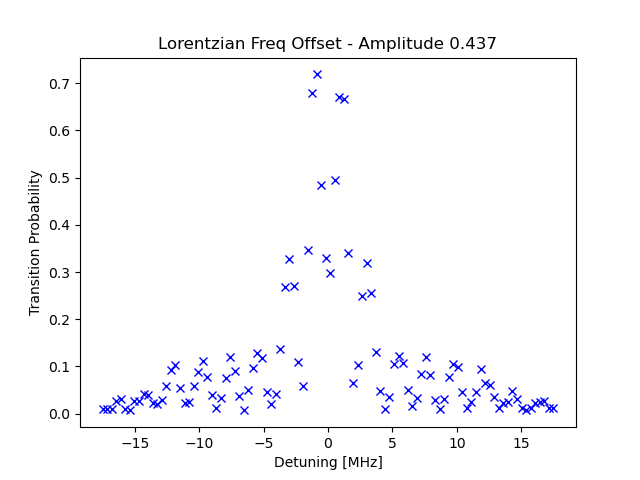 Lorentzian Freq Offset - Amplitude 0.437
0.7
0.6
0.5
0.4
0.3
0.2
0.1
0.0
Transition Probability
−15 −10 −5 0 5 10 15
Detuning [MHz]